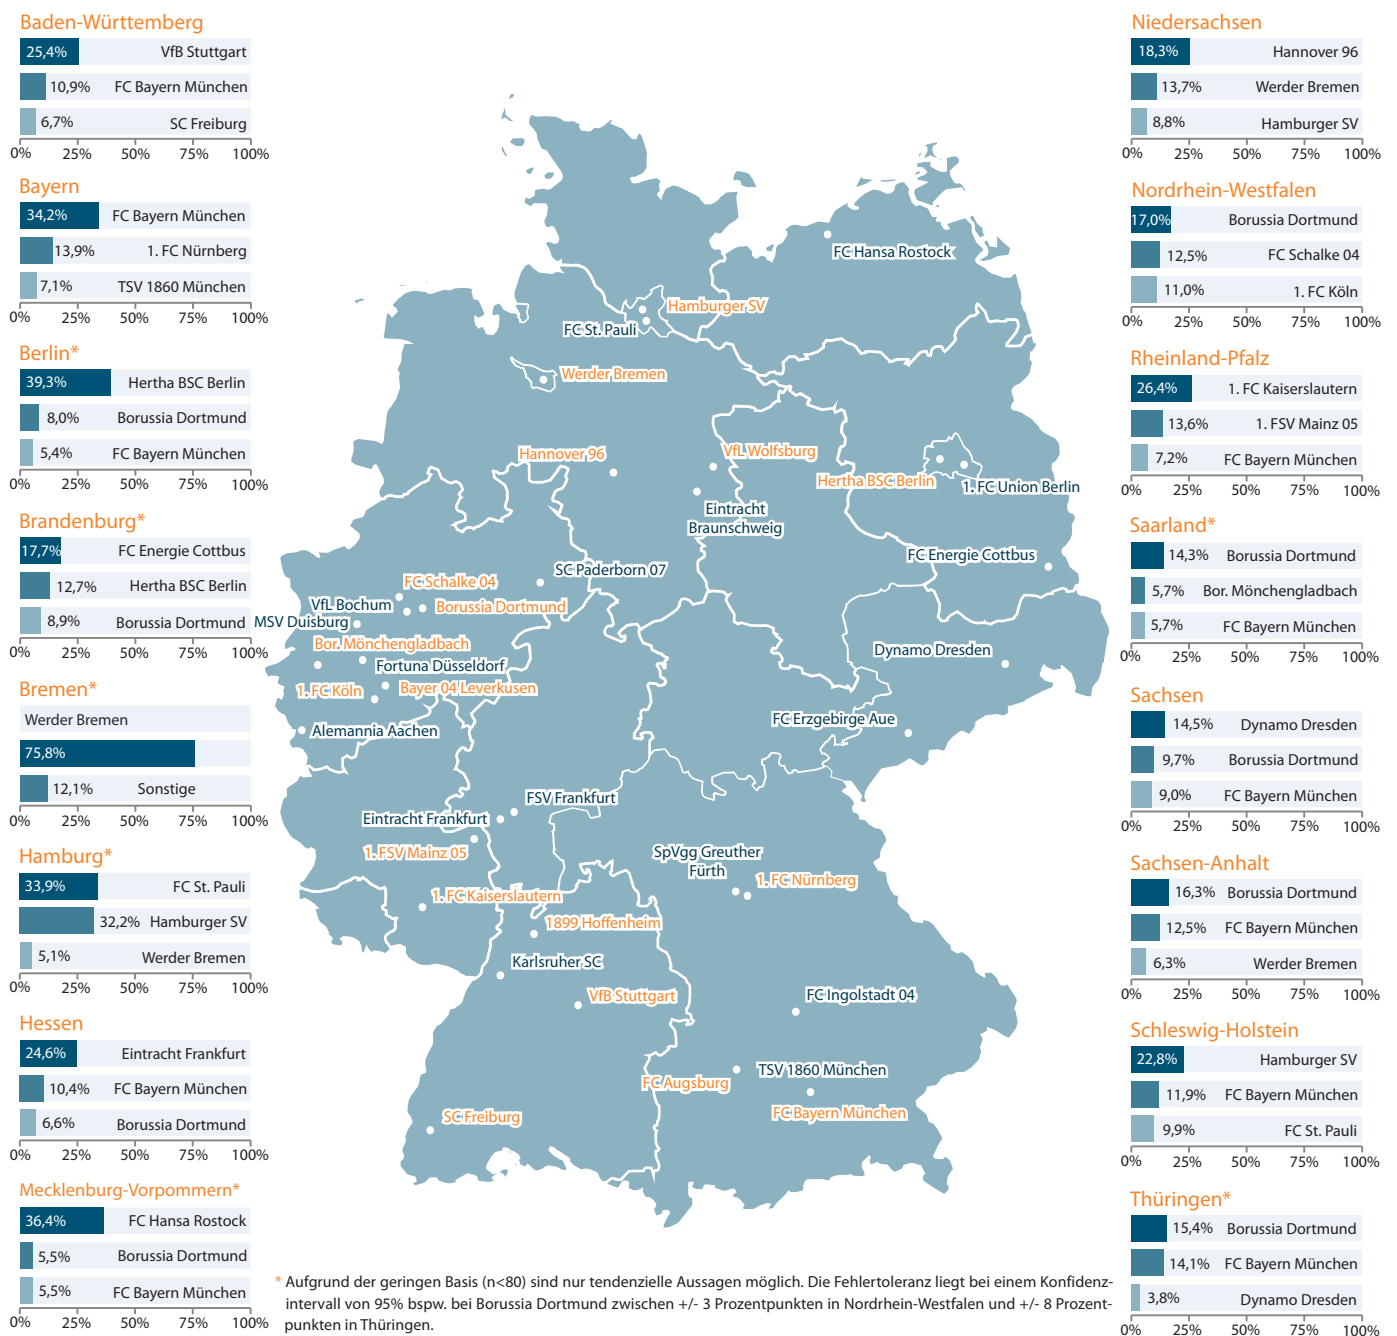 Baden-Württemberg
25,4% VfB Stuttgart
10,9% FC Bayern München
6,7% SC Freiburg
0% 25% 50% 75% 100%
Bayern
34,2% FC Bayern München
13,9% 1. FC Nürnberg
7,1% TSV 1860 München
0% 25% 50% 75% 100%
Berlin*
39,3% Hertha BSC Berlin
8,0% Borussia Dortmund
5,4% FC Bayern München
0% 25% 50% 75% 100%
Brandenburg*
17,7% FC Energie Cottbus
12,7% Hertha BSC Berlin
8,9% Borussia Dortmund
0% 25% 50% 75% 100%
Bremen*
Werder Bremen
75,8%
12,1% Sonstige
0% 25% 50% 75% 100%
Hamburg*
33,9% FC St. Pauli
32,2% Hamburger SV
5,1% Werder Bremen
0% 25% 50% 75% 100%
Hessen
24,6% Eintracht Frankfurt
10,4% FC Bayern München
6,6% Borussia Dortmund
0% 25% 50% 75% 100%
Mecklenburg-Vorpommern*
36,4% FC Hansa Rostock
5,5% Borussia Dortmund
5,5% FC Bayern München
0% 25% 50% 75% 100%
FC Hansa Rostock
Hamburger SV
FC St. Pauli
Werder Bremen
Hannover 96
VfL Wolfsburg
Hertha BSC Berlin
1. FC Union Berlin
Eintracht
Braunschweig
FC Energie Cottbus
SC Paderborn 07
FC Schalke 04
VfL Bochum
Borussia Dortmund
MSV Duisburg
Bor. Mönchengladbach
Fortuna Düsseldorf
1. FC Köln
Bayer 04 Leverkusen
Alemannia Aachen
Dynamo Dresden
FC Erzgebirge Aue
FSV Frankfurt
Eintracht Frankfurt
1. FSV Mainz 05
SpVgg Greuther
Fürth
1. FC Nürnberg
1. FC Kaiserslautern
1899 Hoffenheim
Karlsruher SC
VfB Stuttgart
FC Ingolstadt 04
TSV 1860 München
FC Augsburg
FC Bayern München
SC Freiburg
Niedersachsen
18,3% Hannover 96
13,7% Werder Bremen
8,8% Hamburger SV
0% 25% 50% 75% 100%
Nordrhein-Westfalen
17,0% Borussia Dortmund
12,5% FC Schalke 04
11,0% 1. FC Köln
0% 25% 50% 75% 100%
Rheinland-Pfalz
26,4% 1. FC Kaiserslautern
13,6% 1. FSV Mainz 05
7,2% FC Bayern München
0% 25% 50% 75% 100%
Saarland*
14,3% Borussia Dortmund
5,7% Bor. Mönchengladbach
5,7% FC Bayern München
0% 25% 50% 75% 100%
Sachsen
14,5% Dynamo Dresden
9,7% Borussia Dortmund
9,0% FC Bayern München
0% 25% 50% 75% 100%
Sachsen-Anhalt
16,3% Borussia Dortmund
12,5% FC Bayern München
6,3% Werder Bremen
0% 25% 50% 75% 100%
Schleswig-Holstein
22,8% Hamburger SV
11,9% FC Bayern München
9,9% FC St. Pauli
0% 25% 50% 75% 100%
Thüringen*
15,4% Borussia Dortmund
14,1% FC Bayern München
3,8% Dynamo Dresden
0% 25% 50% 75% 100%
* Aufgrund der geringen Basis (n<80) sind nur tendenzielle Aussagen möglich. Die Fehlertoleranz liegt bei einem Konfidenz-
intervall von 95% bspw. bei Borussia Dortmund zwischen +/- 3 Prozentpunkten in Nordrhein-Westfalen und +/- 8 Prozent-
punkten in Thüringen.